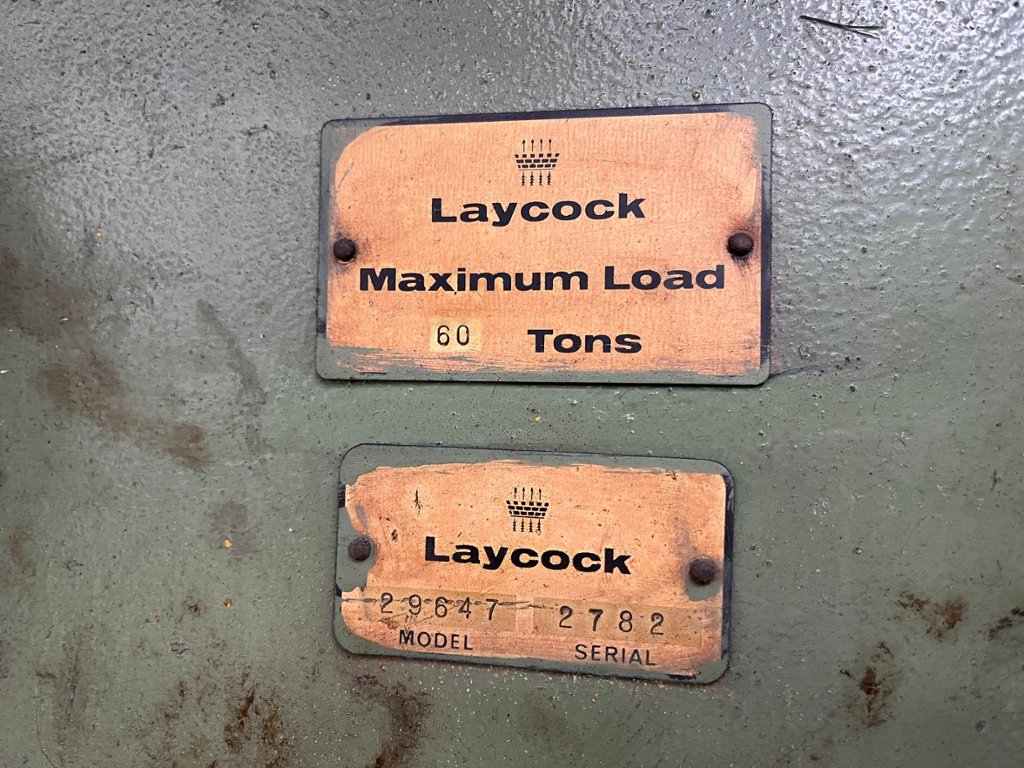 Laycock
Maximum Load
60 Tons
Laycock
29647 2782
MODEL SERIAL